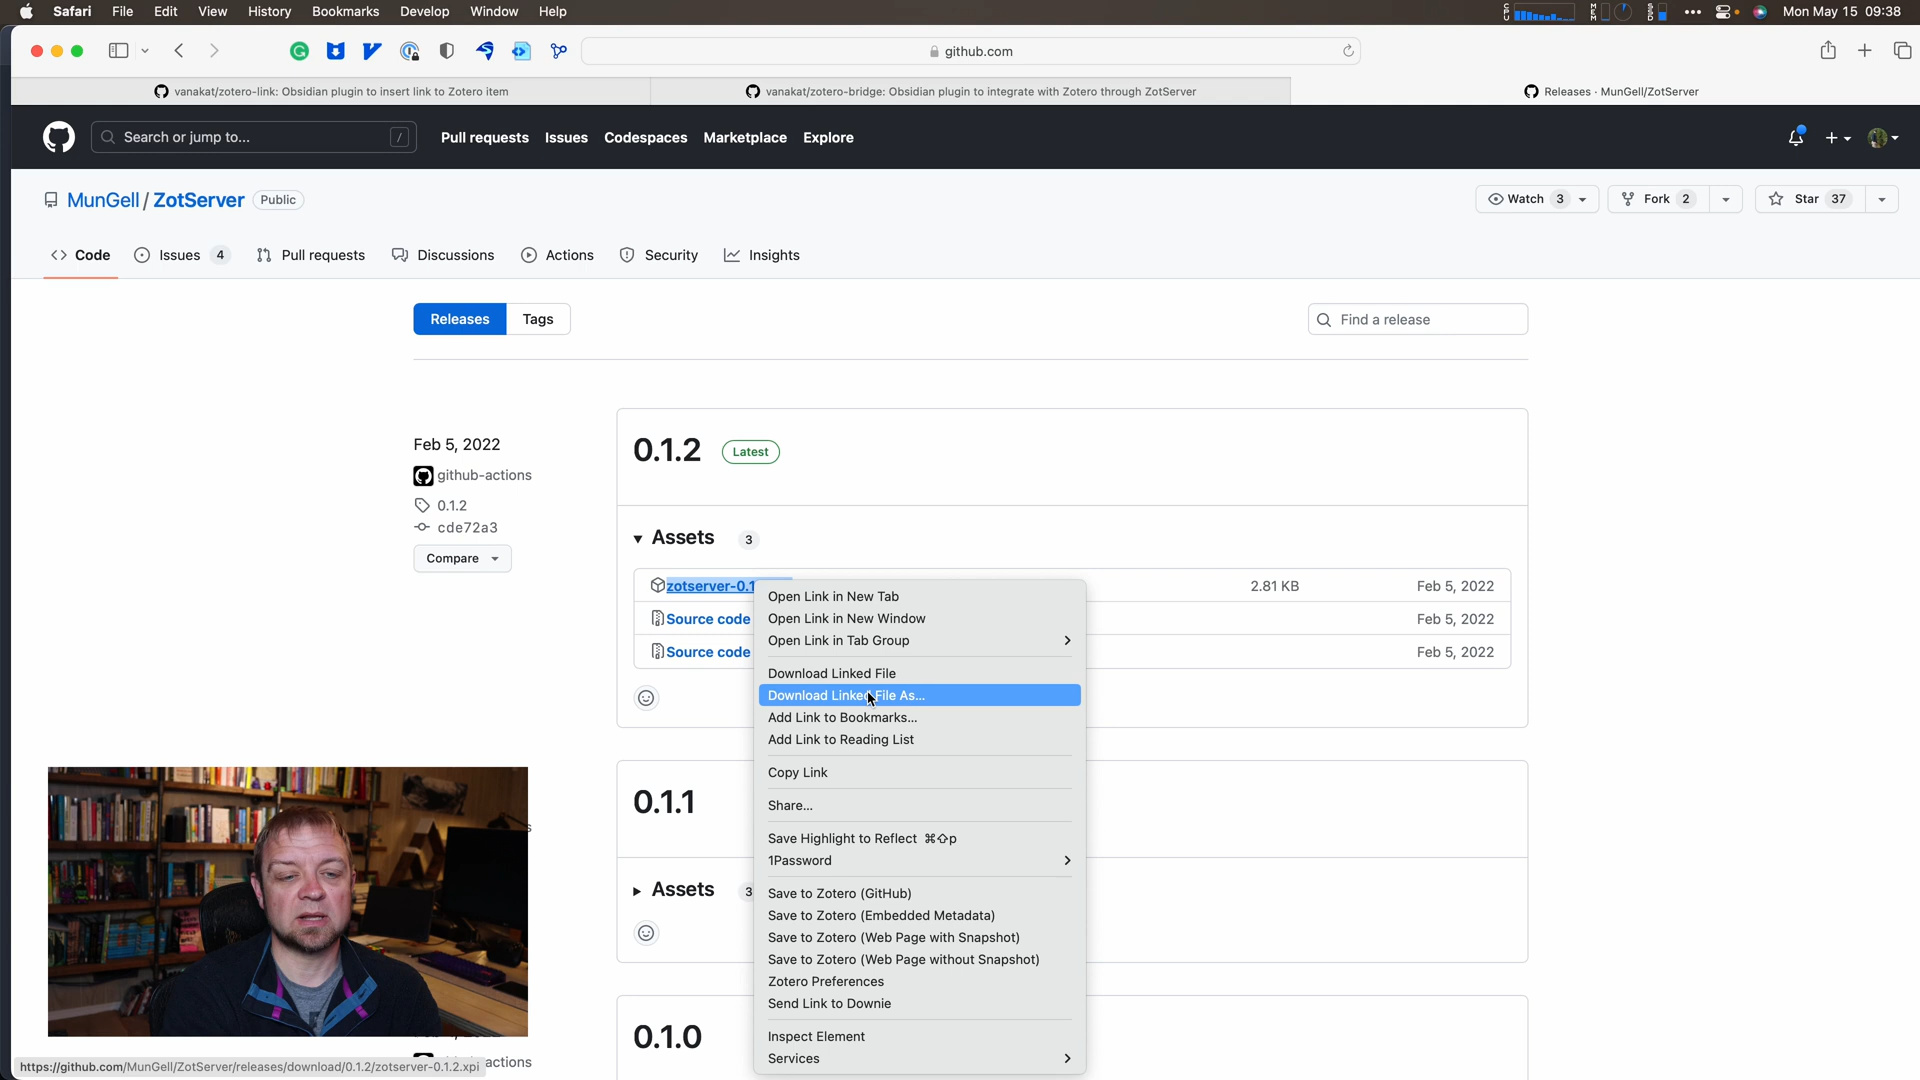 Safari File Edit View History Bookmarks Develop Window Help
CPU MEM SSD Mon May 15 09:38
github.com
vanakat/zotero-link: Obsidian plugin to insert link to Zotero item
vanakat/zotero-bridge: Obsidian plugin to integrate with Zotero through ZotServer
Releases · MunGell/ZotServer
Search or jump to... /
Pull requests Issues Codespaces Marketplace Explore
MunGell / ZotServer Public
Watch 3 Fork 2 Star 37
Code Issues 4 Pull requests Discussions Actions Security Insights
Releases Tags
Find a release
Feb 5, 2022
github-actions
0.1.2
cde72a3
Compare
0.1.2 Latest
Assets 3
zotserver-0.1
2.81 KB Feb 5, 2022
Source code
Feb 5, 2022
Source code
Feb 5, 2022
Open Link in New Tab
Open Link in New Window
Open Link in Tab Group
Download Linked File
Download Linked File As...
Add Link to Bookmarks...
Add Link to Reading List
Copy Link
Share...
Save Highlight to Reflect ⌘⇧p
1Password
Save to Zotero (GitHub)
Save to Zotero (Embedded Metadata)
Save to Zotero (Web Page with Snapshot)
Save to Zotero (Web Page without Snapshot)
Zotero Preferences
Send Link to Downie
Inspect Element
Services
0.1.1
Assets 3
0.1.0
actions
https://github.com/MunGell/ZotServer/releases/download/0.1.2/zotserver-0.1.2.xpi